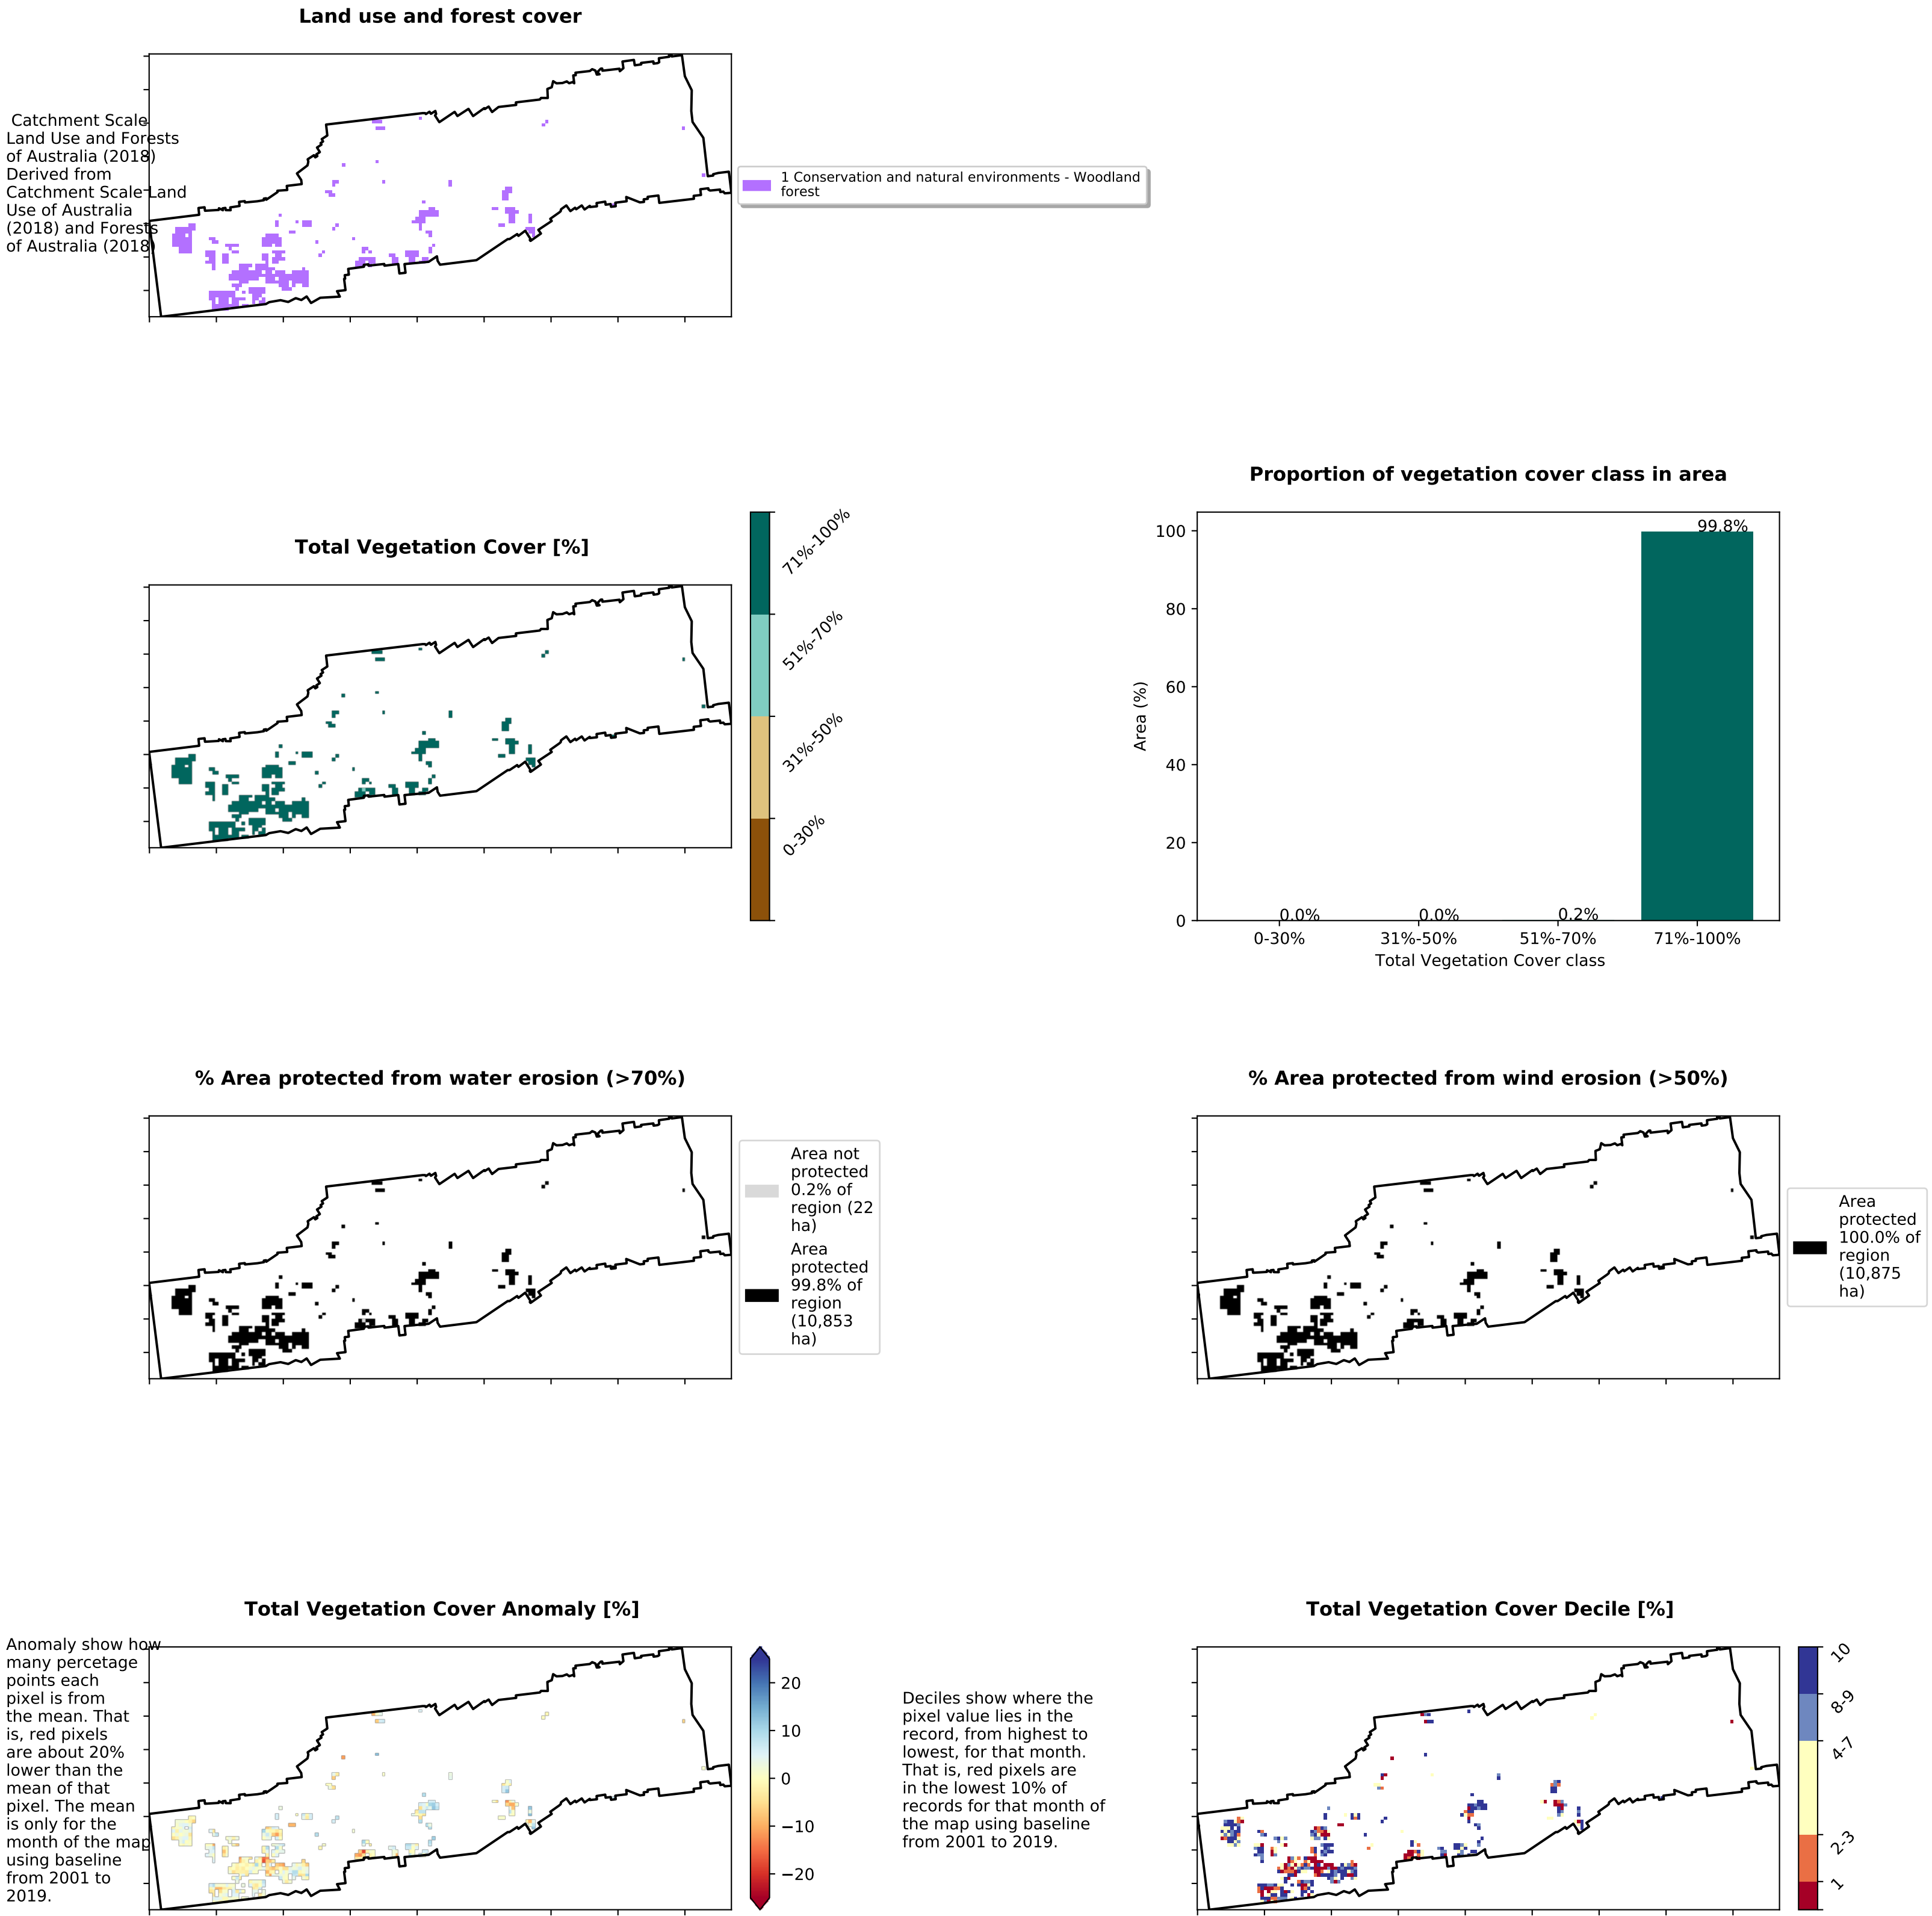 Land use and forest cover
Catchment Scale
Land Use and Forests
of Australia (2018)
Derived from
Catchment Scale Land
Use of Australia
(2018) and Forests
of Australia (2018)
1 Conservation and natural environments - Woodland
forest
Total Vegetation Cover [%]
71%-100%
51%-70%
31%-50%
0-30%
Proportion of vegetation cover class in area
Area (%)
100
80
60
40
20
0
0.0%
0.0%
0.2%
99.8%
0-30%
31%-50%
51%-70%
71%-100%
Total Vegetation Cover class
% Area protected from water erosion (>70%)
Area not
protected
0.2% of
region (22
ha)
Area
protected
99.8% of
region
(10,853
ha)
% Area protected from wind erosion (>50%)
Area
protected
100.0% of
region
(10,875
ha)
Total Vegetation Cover Anomaly [%]
Anomaly show how
many percetage
points each
pixel is from
the mean. That
is, red pixels
are about 20%
lower than the
mean of that
pixel. The mean
is only for the
month of the map
using baseline
from 2001 to
2019.
20
10
0
−10
−20
Total Vegetation Cover Decile [%]
Deciles show where the
pixel value lies in the
record, from highest to
lowest, for that month.
That is, red pixels are
in the lowest 10% of
records for that month of
the map using baseline
from 2001 to 2019.
10
8-9
4-7
2-3
1